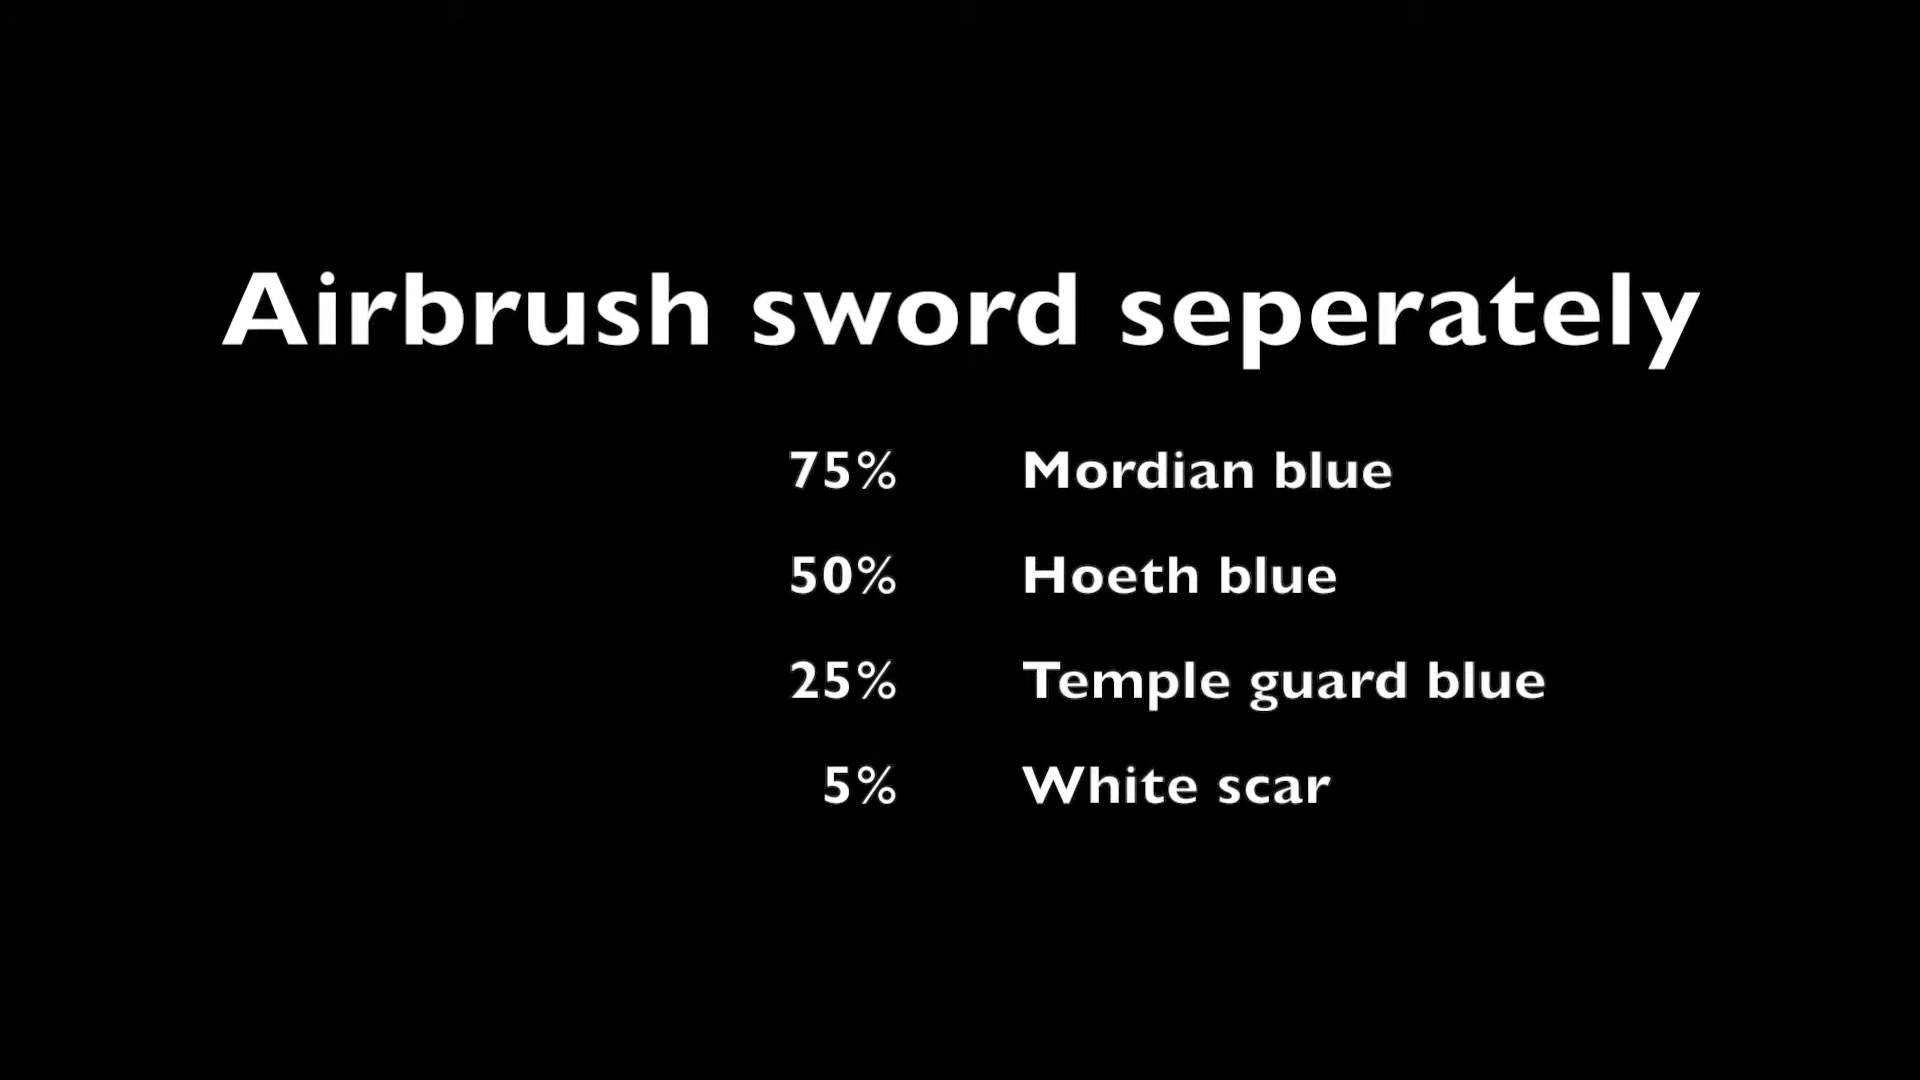 Airbrush sword seperately
75% Mordian blue
50% Hoeth blue
25% Temple guard blue
5% White scar